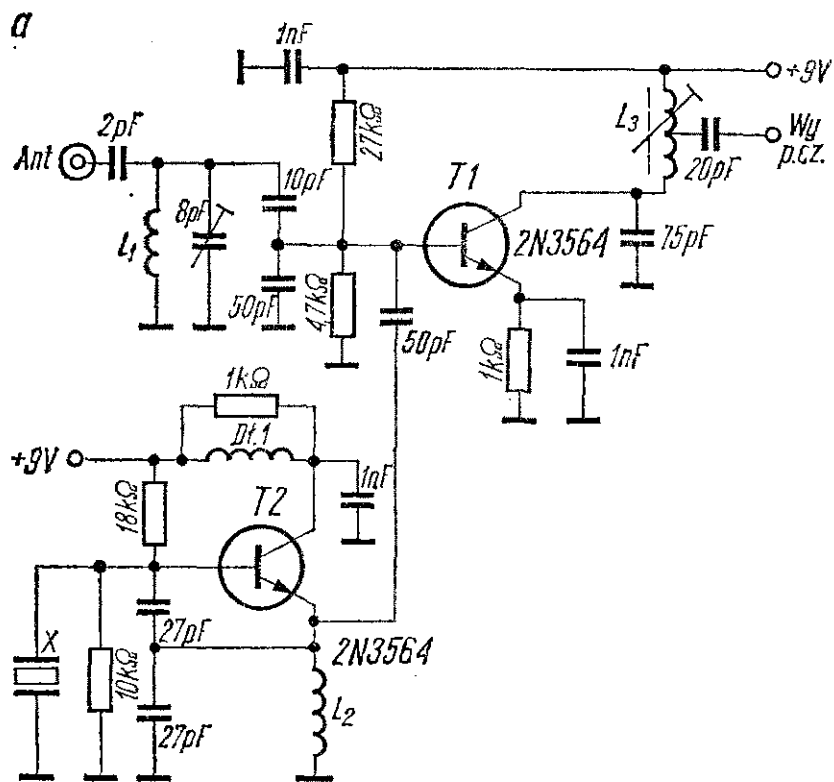 a
1nF
+9V
2pF
Ant
27kΩ
L3
Wy
p.cz.
20pF
10pF
8pF
L1
T1
2N3564
75pF
50pF
4,7kΩ
50pF
1kΩ
1nF
1kΩ
Dł.1
+9V
1nF
18kΩ
T2
X
27pF
10kΩ
2N3564
27pF
L2